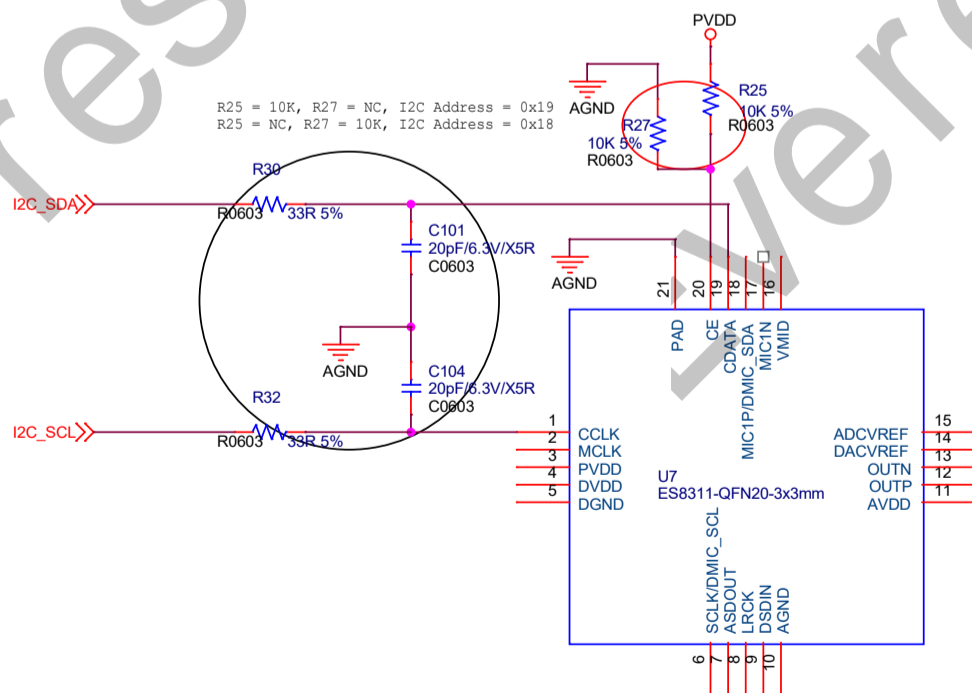 PVDD
R25 = 10K, R27 = NC, I2C Address = 0x19
R25 = NC, R27 = 10K, I2C Address = 0x18
AGND
R25
10K 5%
R0603
R27
10K 5%
R0603
I2C_SDA
R30
R0603
33R 5%
C101
20pF/6.3V/X5R
C0603
AGND
AGND
C104
20pF/6.3V/X5R
C0603
I2C_SCL
R32
R0603
33R 5%
21
20
19
18
17
16
PAD
CE
CDATA
MIC1P/DMIC_SDA
MIC1N
VMID
1
2
3
4
5
CCLK
MCLK
PVDD
DVDD
DGND
U7
ES8311-QFN20-3x3mm
ADCVREF
DACVREF
OUTN
OUTP
AVDD
15
14
13
12
11
SCLK/DMIC_SCL
ASDOUT
LRCK
DSDIN
AGND
6
7
8
9
10